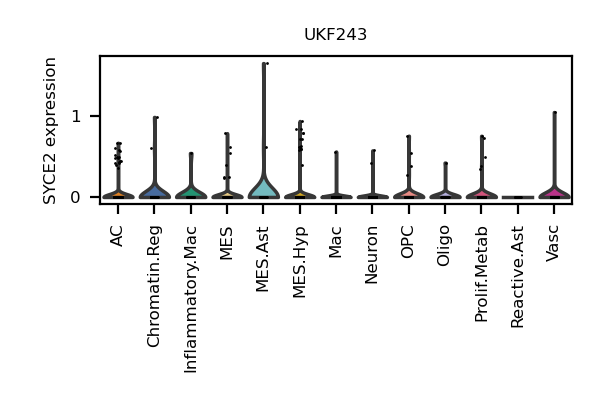 UKF243
SYCE2 expression
1
0
AC
Chromatin.Reg
Inflammatory.Mac
MES
MES.Ast
MES.Hyp
Mac
Neuron
OPC
Oligo
Prolif.Metab
Reactive.Ast
Vasc